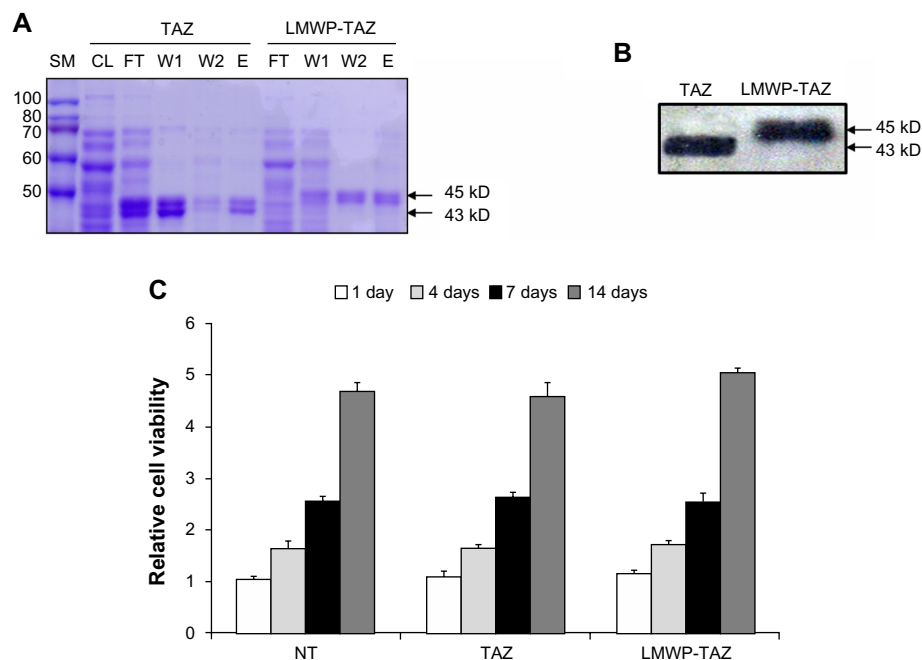 A
TAZ LMWP-TAZ
SM CL FT W1 W2 E FT W1 W2 E
100
80
70
60
50
45 kD
43 kD
B
TAZ LMWP-TAZ
45 kD
43 kD
C
1 day 4 days 7 days 14 days
Relative cell viability
6
5
4
3
2
1
0
NT TAZ LMWP-TAZ